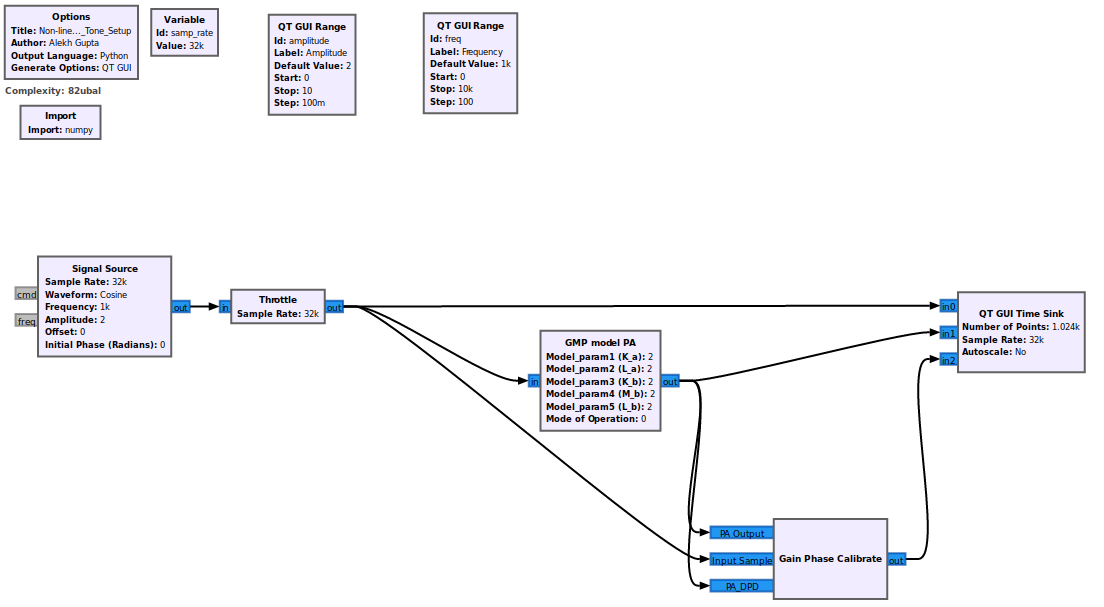 Options
Title: Non-line..._Tone_Setup
Author: Alekh Gupta
Output Language: Python
Generate Options: QT GUI
Complexity: 82ubal
Variable
Id: samp_rate
Value: 32k
Import
Import: numpy
QT GUI Range
Id: amplitude
Label: Amplitude
Default Value: 2
Start: 0
Stop: 10
Step: 100m
QT GUI Range
Id: freq
Label: Frequency
Default Value: 1k
Start: 0
Stop: 10k
Step: 100
cmd
freq
Signal Source
Sample Rate: 32k
Waveform: Cosine
Frequency: 1k
Amplitude: 2
Offset: 0
Initial Phase (Radians): 0
out
in
Throttle
Sample Rate: 32k
out
in
GMP model PA
Model_param1 (K_a): 2
Model_param2 (L_a): 2
Model_param3 (K_b): 2
Model_param4 (M_b): 2
Model_param5 (L_b): 2
Mode of Operation: 0
out
in0
in1
in2
QT GUI Time Sink
Number of Points: 1.024k
Sample Rate: 32k
Autoscale: No
PA Output
Input Sample
PA_DPD
Gain Phase Calibrate
out